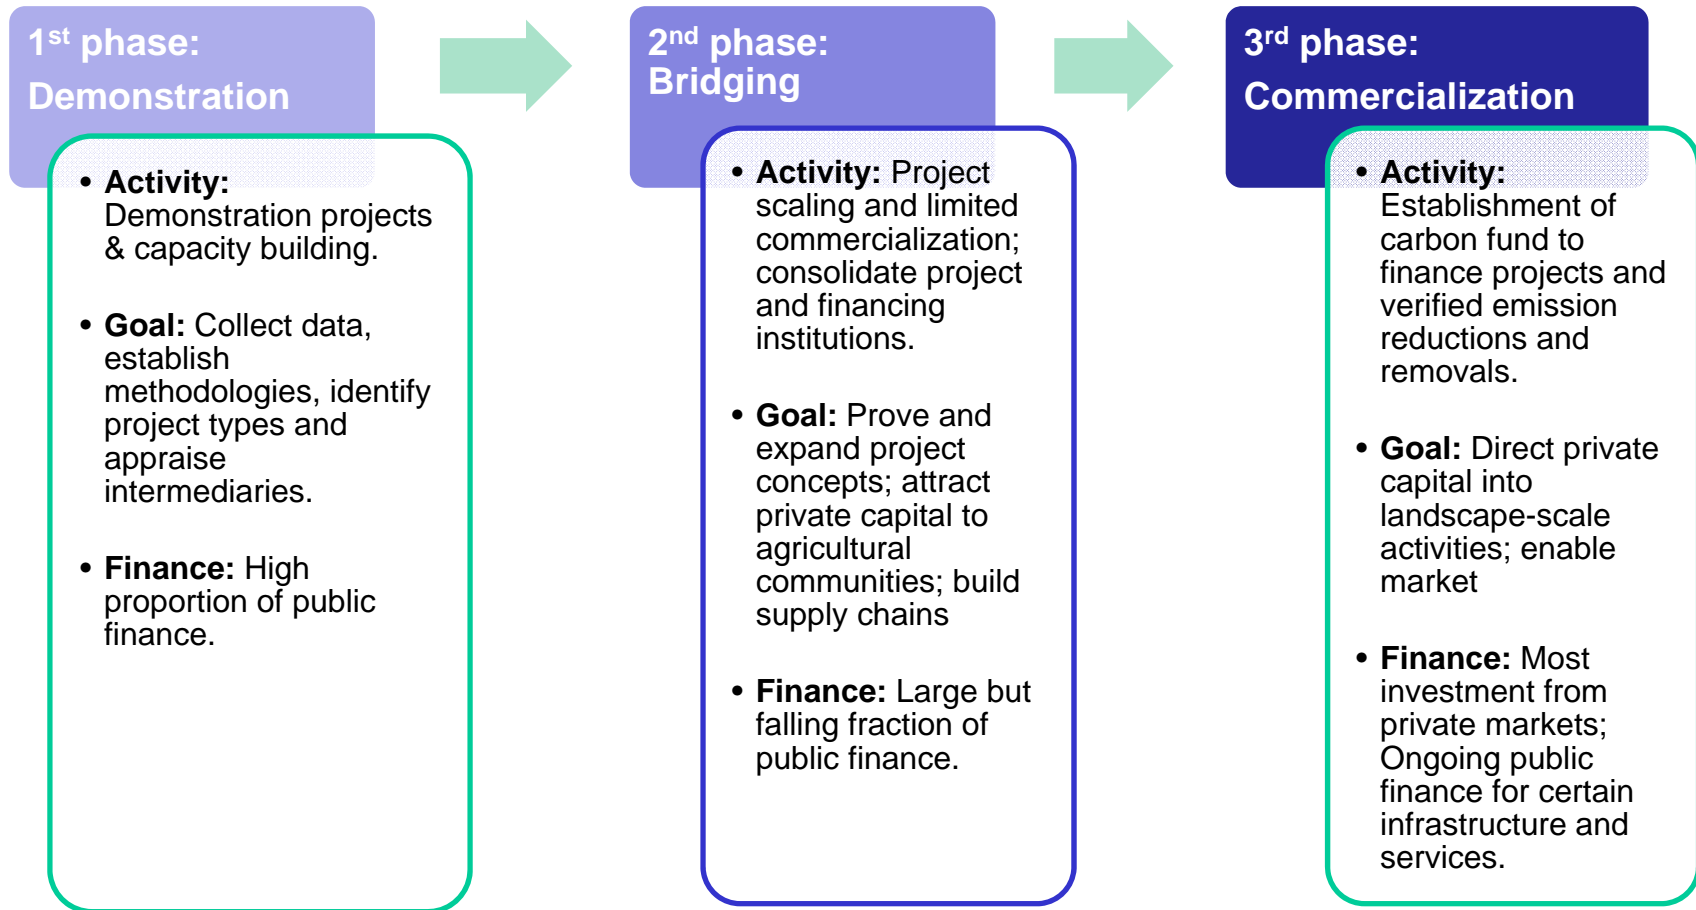 1st phase:
Demonstration
• Activity:
Demonstration projects
& capacity building.
• Goal: Collect data,
establish
methodologies, identify
project types and
appraise
intermediaries.
• Finance: High
proportion of public
finance.
2nd phase:
Bridging
• Activity: Project
scaling and limited
commercialization;
consolidate project
and financing
institutions.
• Goal: Prove and
expand project
concepts; attract
private capital to
agricultural
communities; build
supply chains
• Finance: Large but
falling fraction of
public finance.
3rd phase:
Commercialization
• Activity:
Establishment of
carbon fund to
finance projects and
verified emission
reductions and
removals.
• Goal: Direct private
capital into
landscape-scale
activities; enable
market
• Finance: Most
investment from
private markets;
Ongoing public
finance for certain
infrastructure and
services.